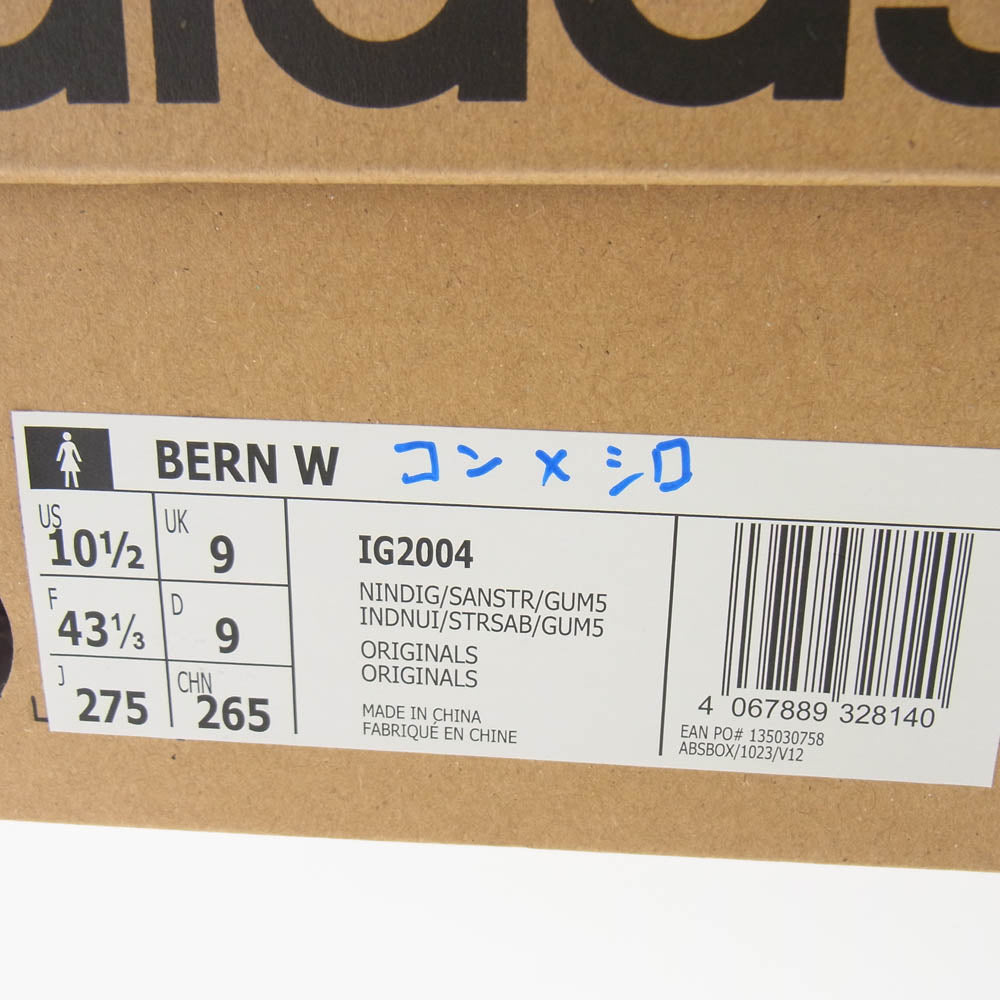 adidas
BERN W コン×シロ
US 10½ UK 9
F 43⅓ D 9
J 275 CHN 265
IG2004
NINDIG/SANSTR/GUM5
INDNUI/STRSAB/GUM5
ORIGINALS
ORIGINALS
MADE IN CHINA
FABRIQUÉ EN CHINE
4 067889 328140
EAN PO# 135030758
ABSBOX/1023/V12